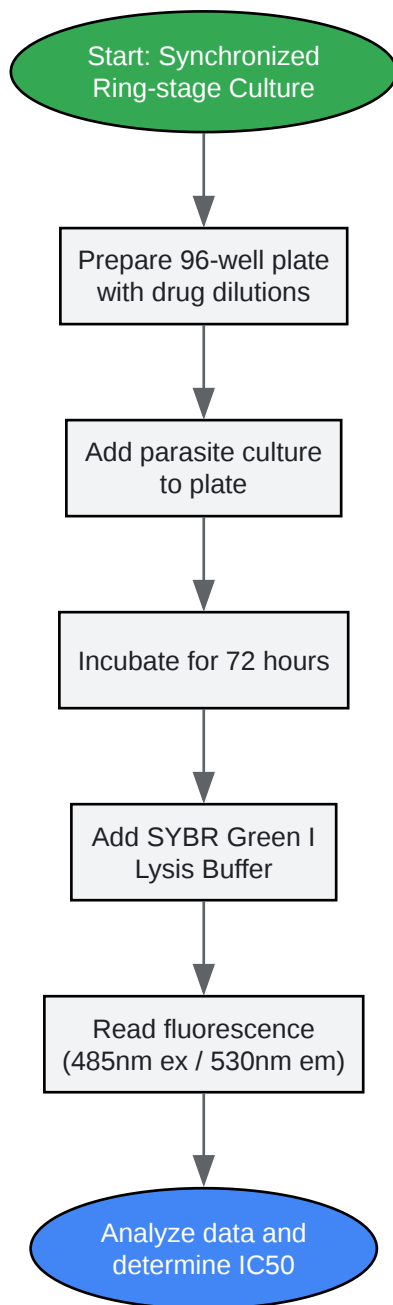 Start: Synchronized
Ring-stage Culture
Prepare 96-well plate
with drug dilutions
Add parasite culture
to plate
Incubate for 72 hours
Add SYBR Green I
Lysis Buffer
Read fluorescence
(485nm ex / 530nm em)
Analyze data and
determine IC50